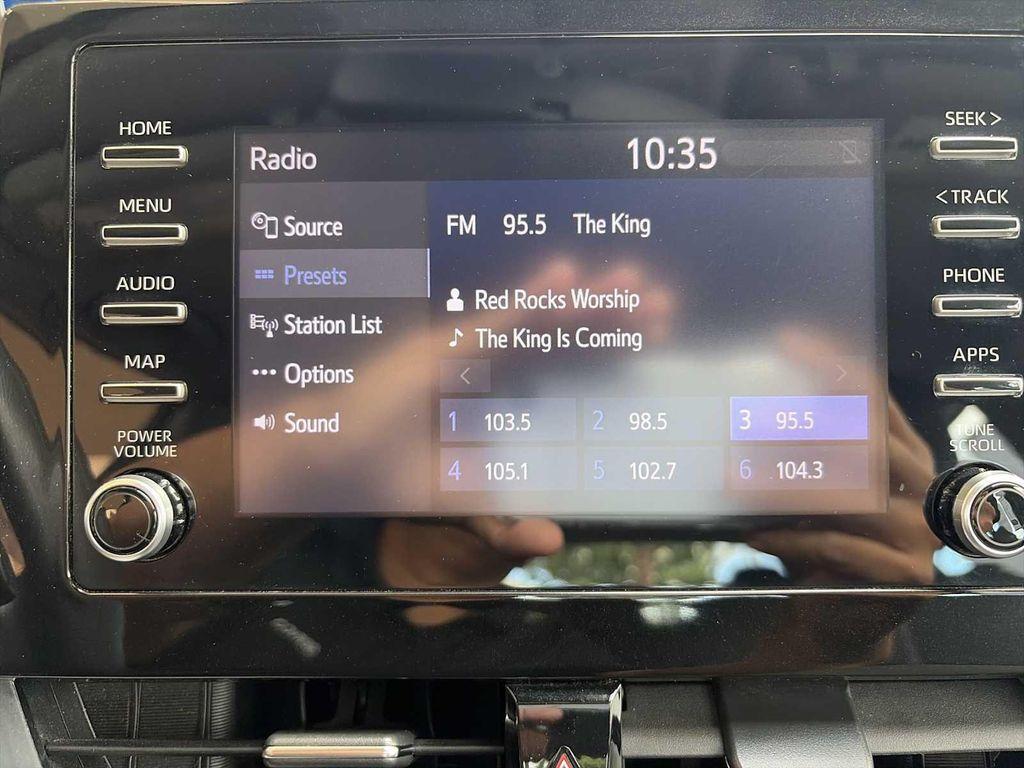 HOME
MENU
AUDIO
MAP
POWER
VOLUME
Radio
10:35
Source
Presets
Station List
••• Options
Sound
FM 95.5 The King
Red Rocks Worship
The King Is Coming
<
>
1 103.5
2 98.5
3 95.5
4 105.1
5 102.7
6 104.3
SEEK >
< TRACK
PHONE
APPS
TUNE
SCROLL